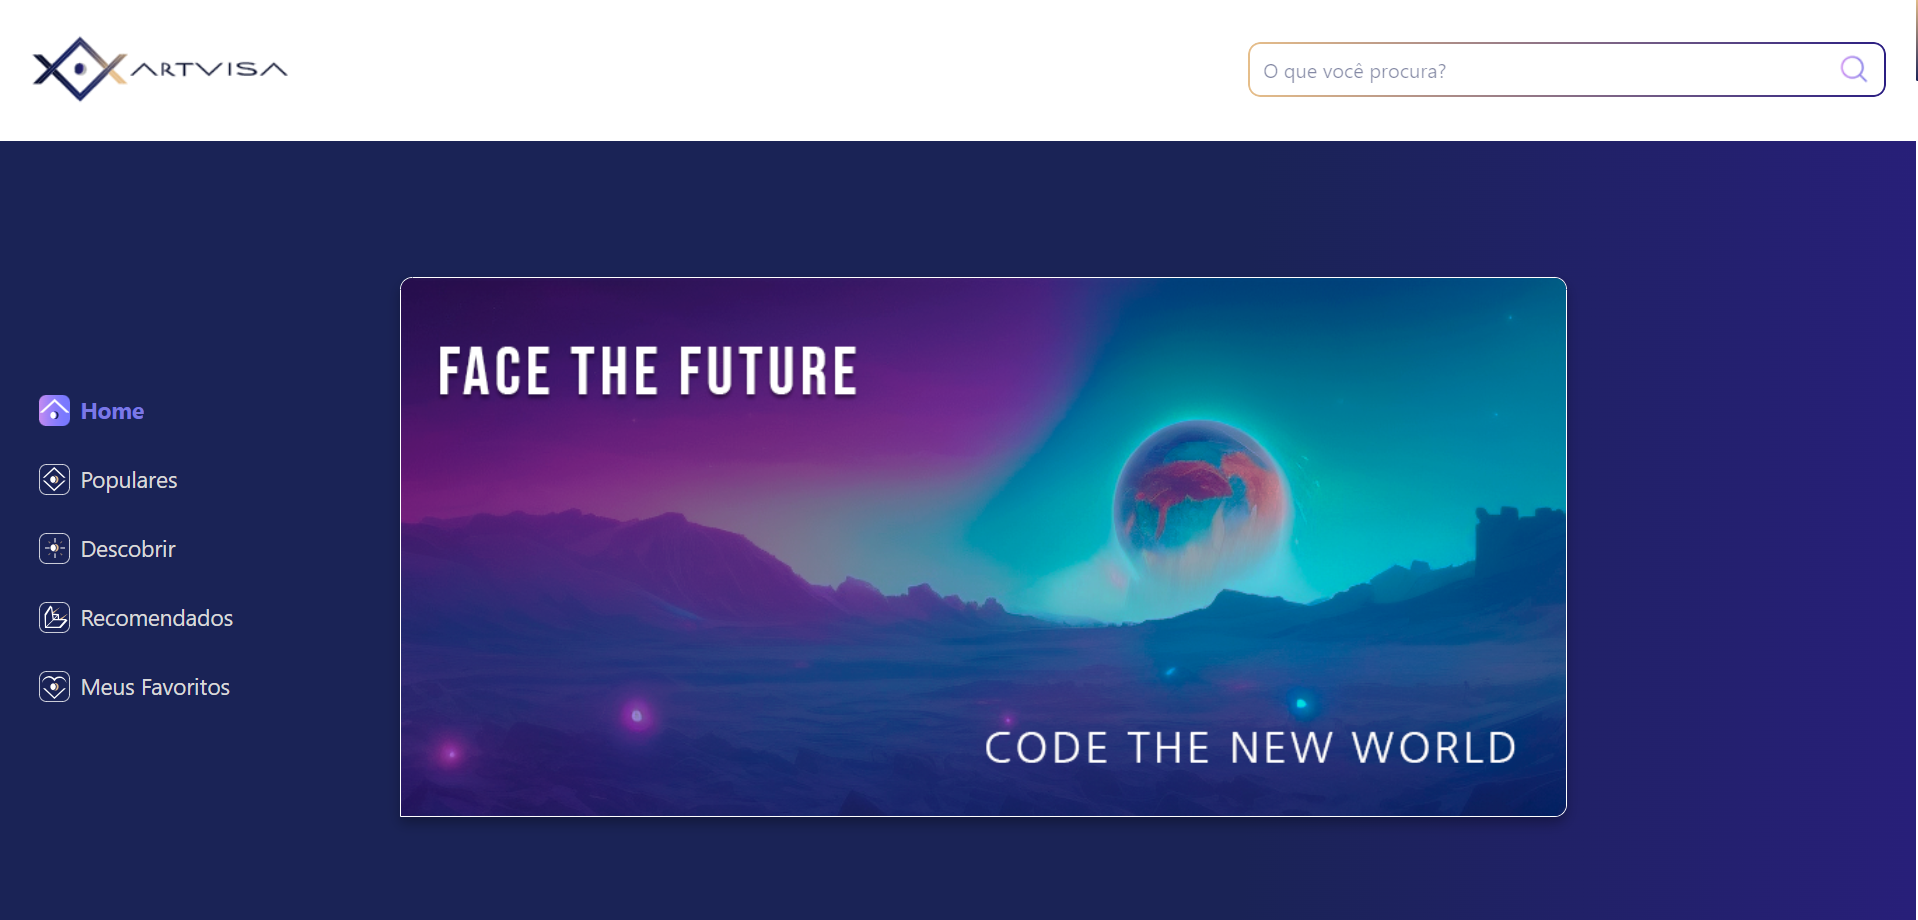 ARTVISA
O que você procura?
FACE THE FUTURE
Home
Populares
Descobrir
Recomendados
Meus Favoritos
CODE THE NEW WORLD